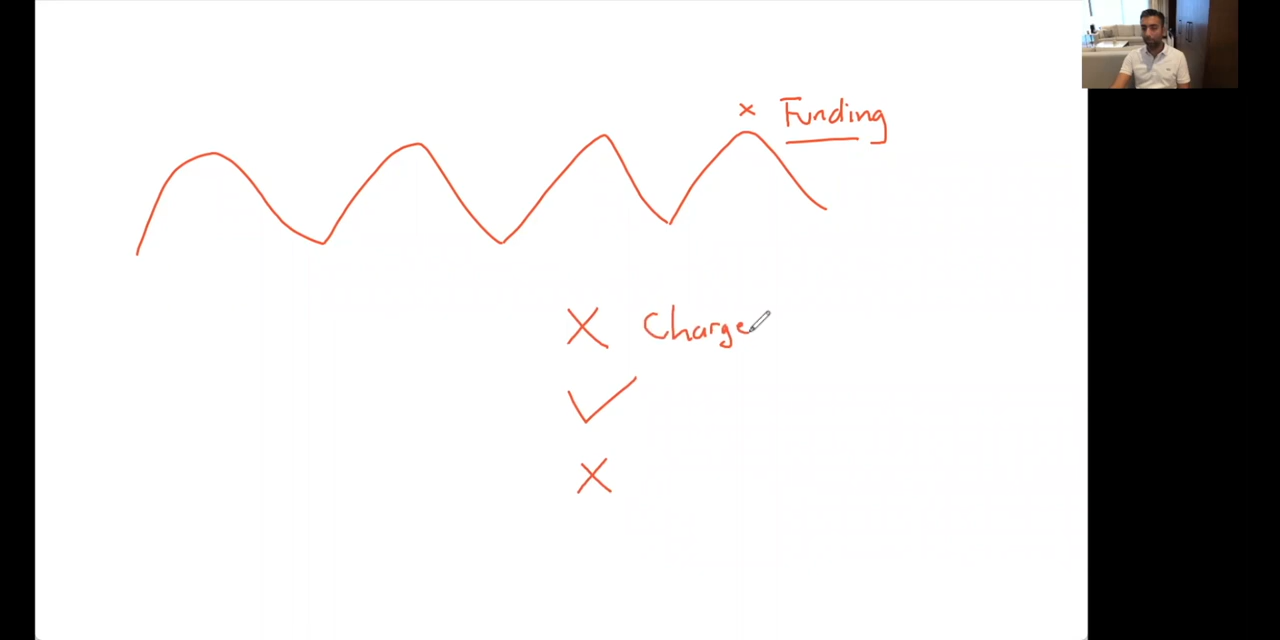 × Funding
X Charge
✓
X